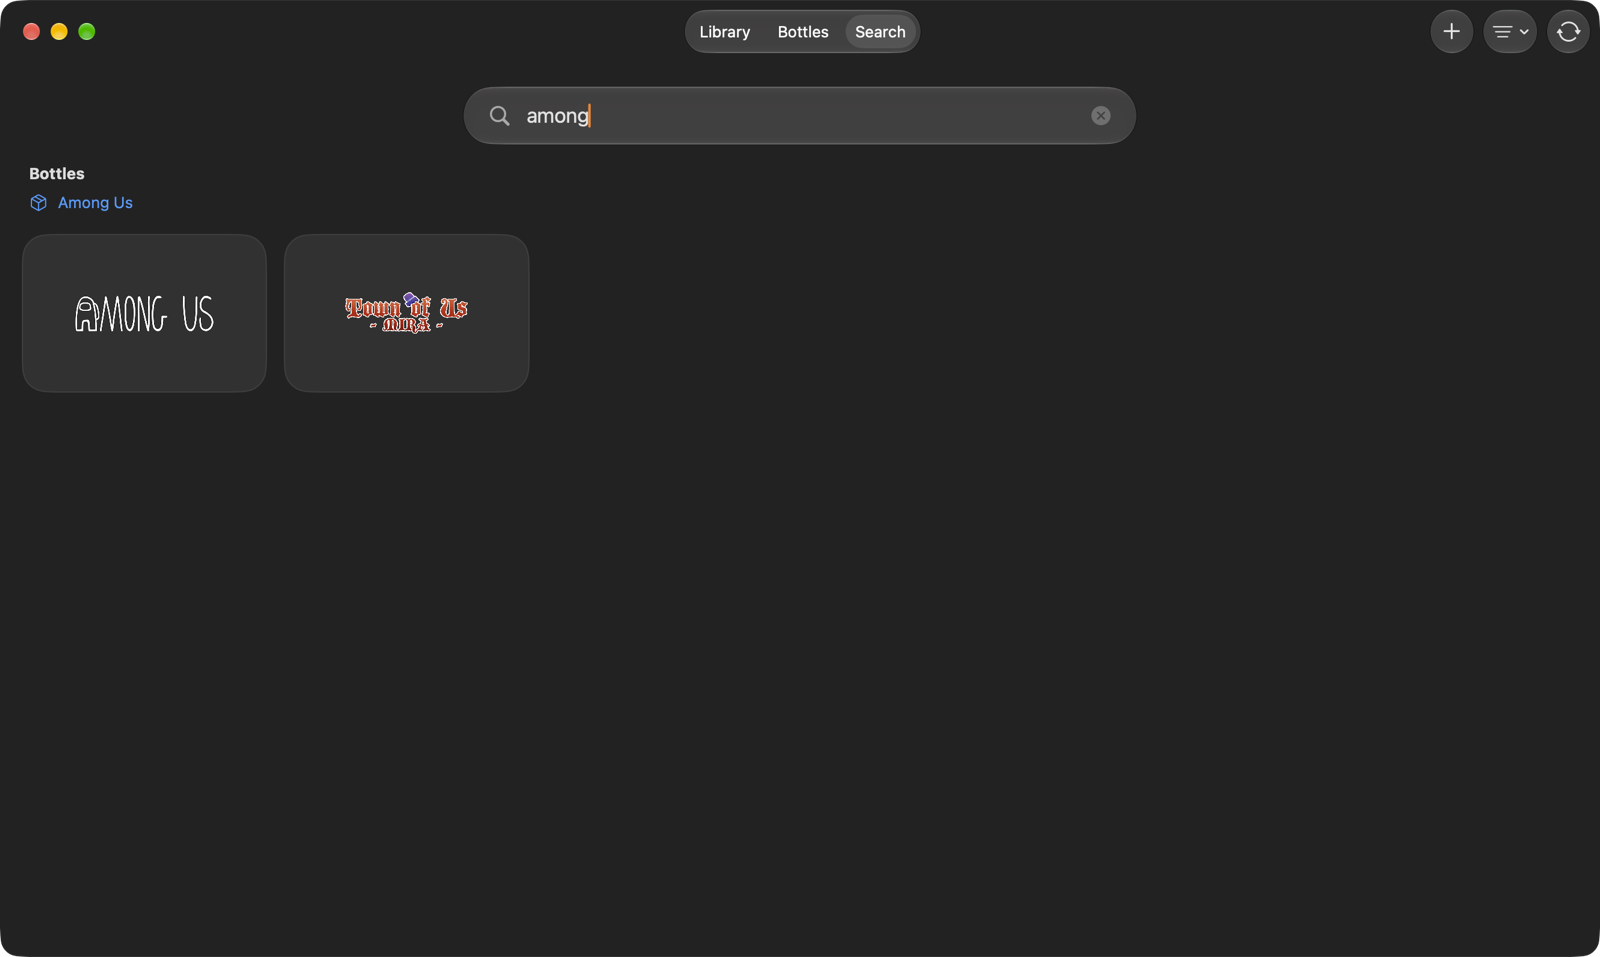 Library Bottles Search
among
Bottles
Among Us
AMONG US
Town of Us
- MIRA -